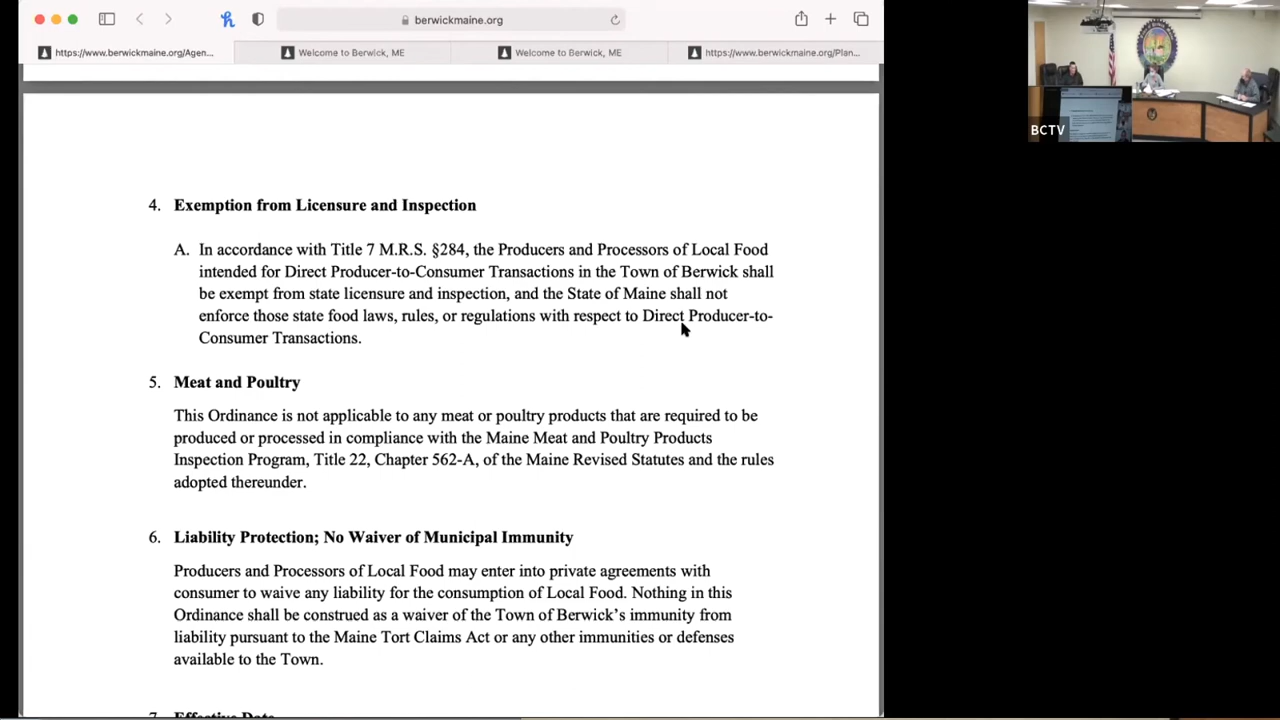 berwickmaine.org
https://www.berwickmaine.org/Agen...
Welcome to Berwick, ME
Welcome to Berwick, ME
https://www.berwickmaine.org/Plan...
BCTV
4. Exemption from Licensure and Inspection
A. In accordance with Title 7 M.R.S. §284, the Producers and Processors of Local Food
intended for Direct Producer-to-Consumer Transactions in the Town of Berwick shall
be exempt from state licensure and inspection, and the State of Maine shall not
enforce those state food laws, rules, or regulations with respect to Direct Producer-to-
Consumer Transactions.
5. Meat and Poultry
This Ordinance is not applicable to any meat or poultry products that are required to be
produced or processed in compliance with the Maine Meat and Poultry Products
Inspection Program, Title 22, Chapter 562-A, of the Maine Revised Statutes and the rules
adopted thereunder.
6. Liability Protection; No Waiver of Municipal Immunity
Producers and Processors of Local Food may enter into private agreements with
consumer to waive any liability for the consumption of Local Food. Nothing in this
Ordinance shall be construed as a waiver of the Town of Berwick’s immunity from
liability pursuant to the Maine Tort Claims Act or any other immunities or defenses
available to the Town.
7. Effective Date